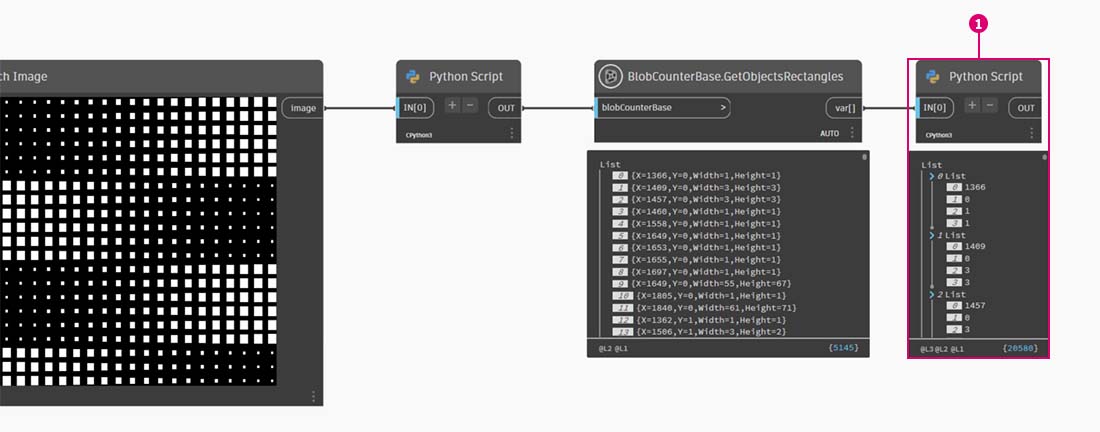 1
ch Image
image
Python Script
IN[0]
+
−
OUT
CPython3
BlobCounterBase.GetObjectsRectangles
blobCounterBase >
var[]
AUTO
List
0 {X=1366,Y=0,Width=1,Height=1}
1 {X=1409,Y=0,Width=3,Height=3}
2 {X=1457,Y=0,Width=3,Height=3}
3 {X=1460,Y=0,Width=1,Height=1}
4 {X=1558,Y=0,Width=1,Height=1}
5 {X=1649,Y=0,Width=1,Height=1}
6 {X=1653,Y=0,Width=1,Height=1}
7 {X=1655,Y=0,Width=1,Height=1}
8 {X=1697,Y=0,Width=1,Height=1}
9 {X=1649,Y=0,Width=55,Height=67}
10 {X=1805,Y=0,Width=1,Height=1}
11 {X=1840,Y=0,Width=61,Height=71}
12 {X=1362,Y=1,Width=1,Height=1}
13 {X=1506,Y=1,Width=3,Height=2}
@L2 @L1 {5145}
Python Script
IN[0]
+
−
OUT
CPython3
List
0 List
0 1366
1 0
2 1
3 1
1 List
0 1409
1 0
2 3
3 3
2 List
0 1457
1 0
2 3
@L3 @L2 @L1 {20580}